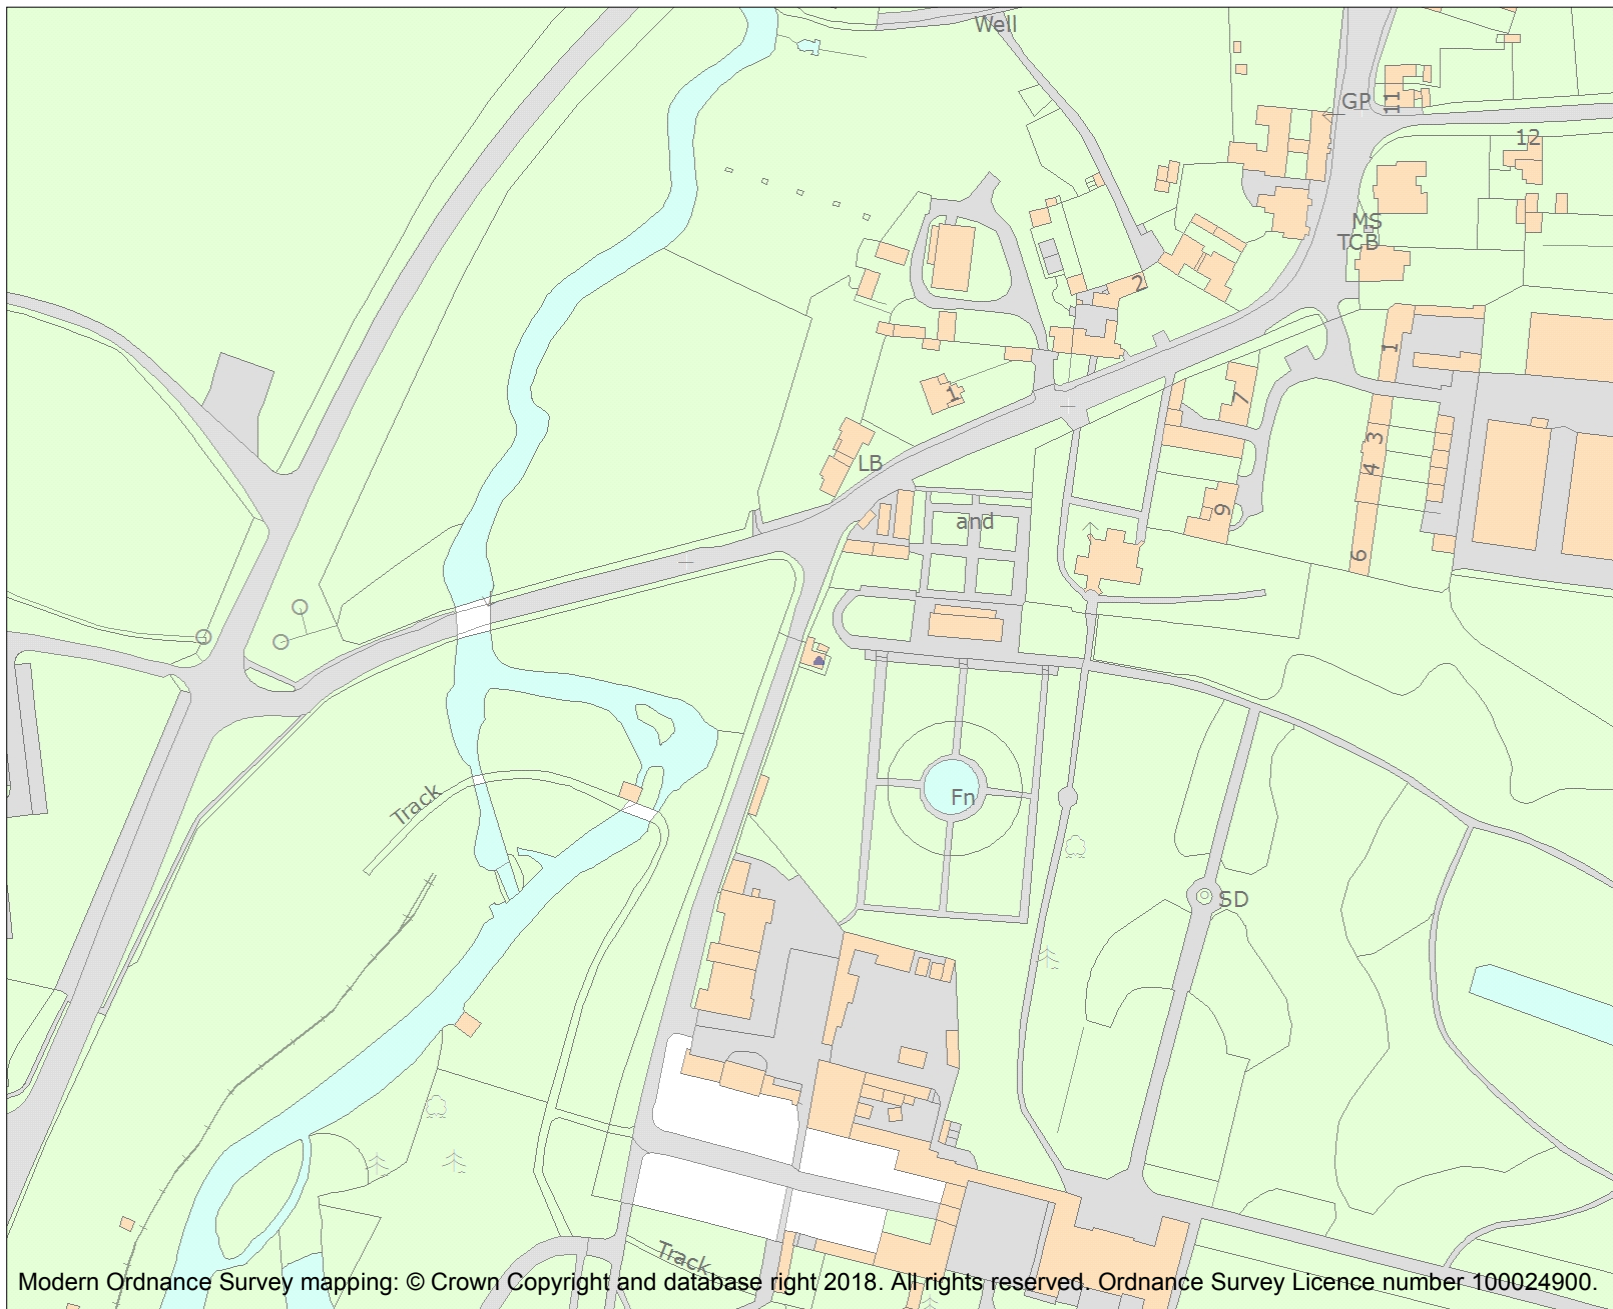 Well
GP
11
12
MS
TCB
2
1
1
7
3
LB
4
9
and
6
Fn
Track
SD
Track
Modern Ordnance Survey mapping: © Crown Copyright and database right 2018. All rights reserved. Ordnance Survey Licence number 100024900.